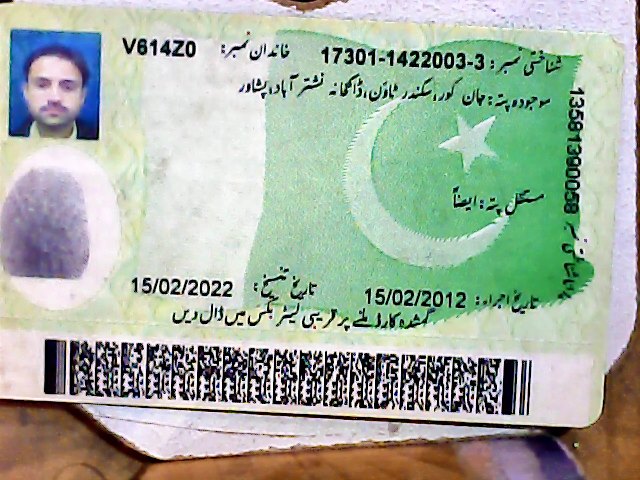 شناختی نمبر: 17301-1422003-3 خاندان نمبر: V614Z0
موجودہ پتہ: جان کور، سکندر ٹاؤن، ڈاکخانہ نشتر آباد، پشاور
مستقل پتہ: ایضاً
تاریخ اجراء: 15/02/2012 تاریخ تنسیخ: 15/02/2022
گمشدہ کارڈ ملنے پر قریبی لیٹر بکس میں ڈال دیں
13581390058